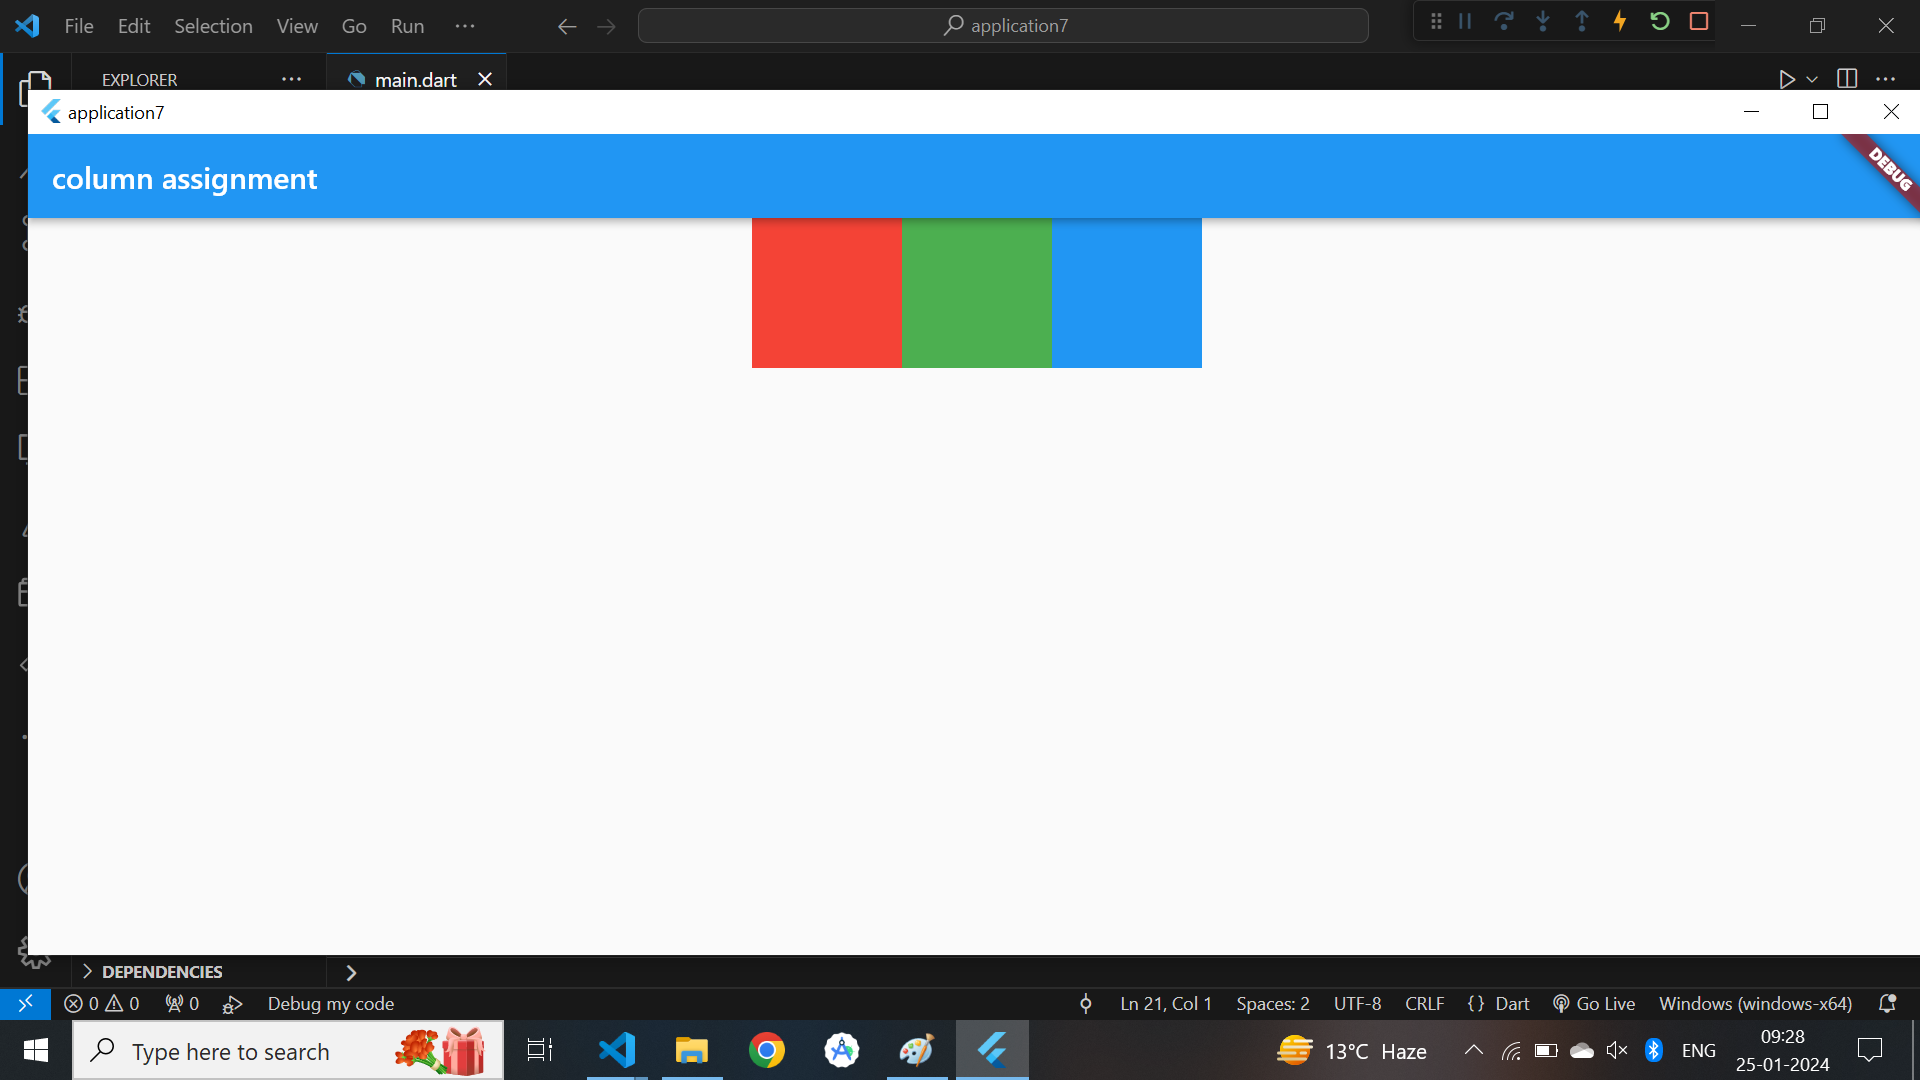 File Edit Selection View Go Run ···
application7
EXPLORER ···
main.dart
application7
column assignment
DEBUG
DEPENDENCIES
0 0 0 Debug my code
Ln 21, Col 1 Spaces: 2 UTF-8 CRLF {} Dart Go Live Windows (windows-x64)
Type here to search
13°C Haze
ENG
09:28
25-01-2024